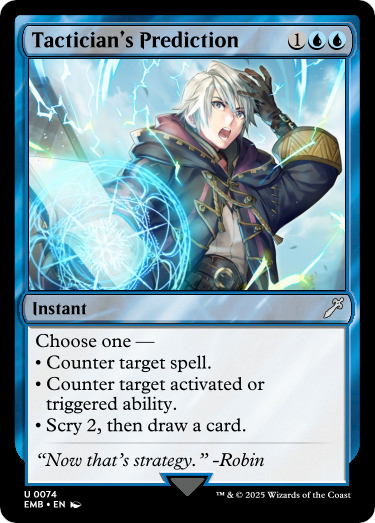 Tactician's Prediction 1
Instant
Choose one —
• Counter target spell.
• Counter target activated or
triggered ability.
• Scry 2, then draw a card.
"Now that's strategy." -Robin
U 0074
EMB • EN
™ & © 2025 Wizards of the Coast